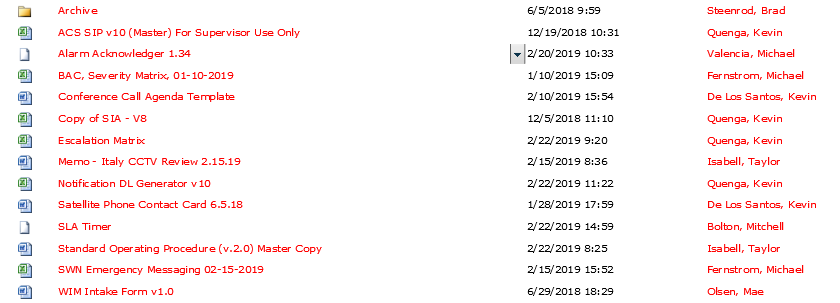 Archive 6/5/2018 9:59 Steenrod, Brad
ACS SIP v10 (Master) For Supervisor Use Only 12/19/2018 10:31 Quenga, Kevin
Alarm Acknowledger 1.34 2/20/2019 10:33 Valencia, Michael
BAC, Severity Matrix, 01-10-2019 1/10/2019 15:09 Fernstrom, Michael
Conference Call Agenda Template 2/10/2019 15:54 De Los Santos, Kevin
Copy of SIA - V8 12/5/2018 11:10 Quenga, Kevin
Escalation Matrix 2/22/2019 9:20 Quenga, Kevin
Memo - Italy CCTV Review 2.15.19 2/15/2019 8:36 Isabell, Taylor
Notification DL Generator v10 2/22/2019 11:22 Quenga, Kevin
Satellite Phone Contact Card 6.5.18 1/28/2019 17:59 De Los Santos, Kevin
SLA Timer 2/22/2019 14:59 Bolton, Mitchell
Standard Operating Procedure (v.2.0) Master Copy 2/22/2019 8:25 Isabell, Taylor
SWN Emergency Messaging 02-15-2019 2/15/2019 15:52 Fernstrom, Michael
WIM Intake Form v1.0 6/29/2018 18:29 Olsen, Mae